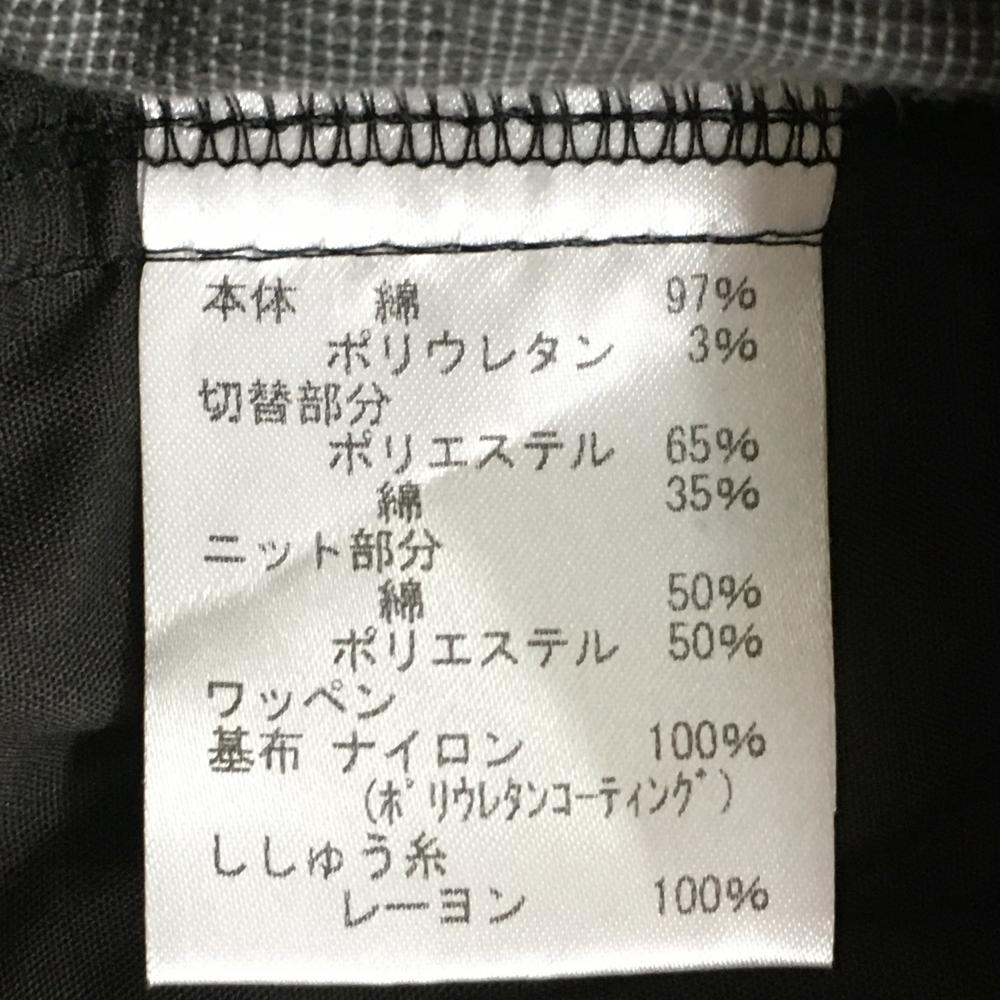 本体 綿 97%
ポリウレタン 3%
切替部分
ポリエステル 65%
綿 35%
ニット部分
綿 50%
ポリエステル 50%
ワッペン
基布 ナイロン 100%
(ポリウレタンコーティング)
ししゅう糸
レーヨン 100%